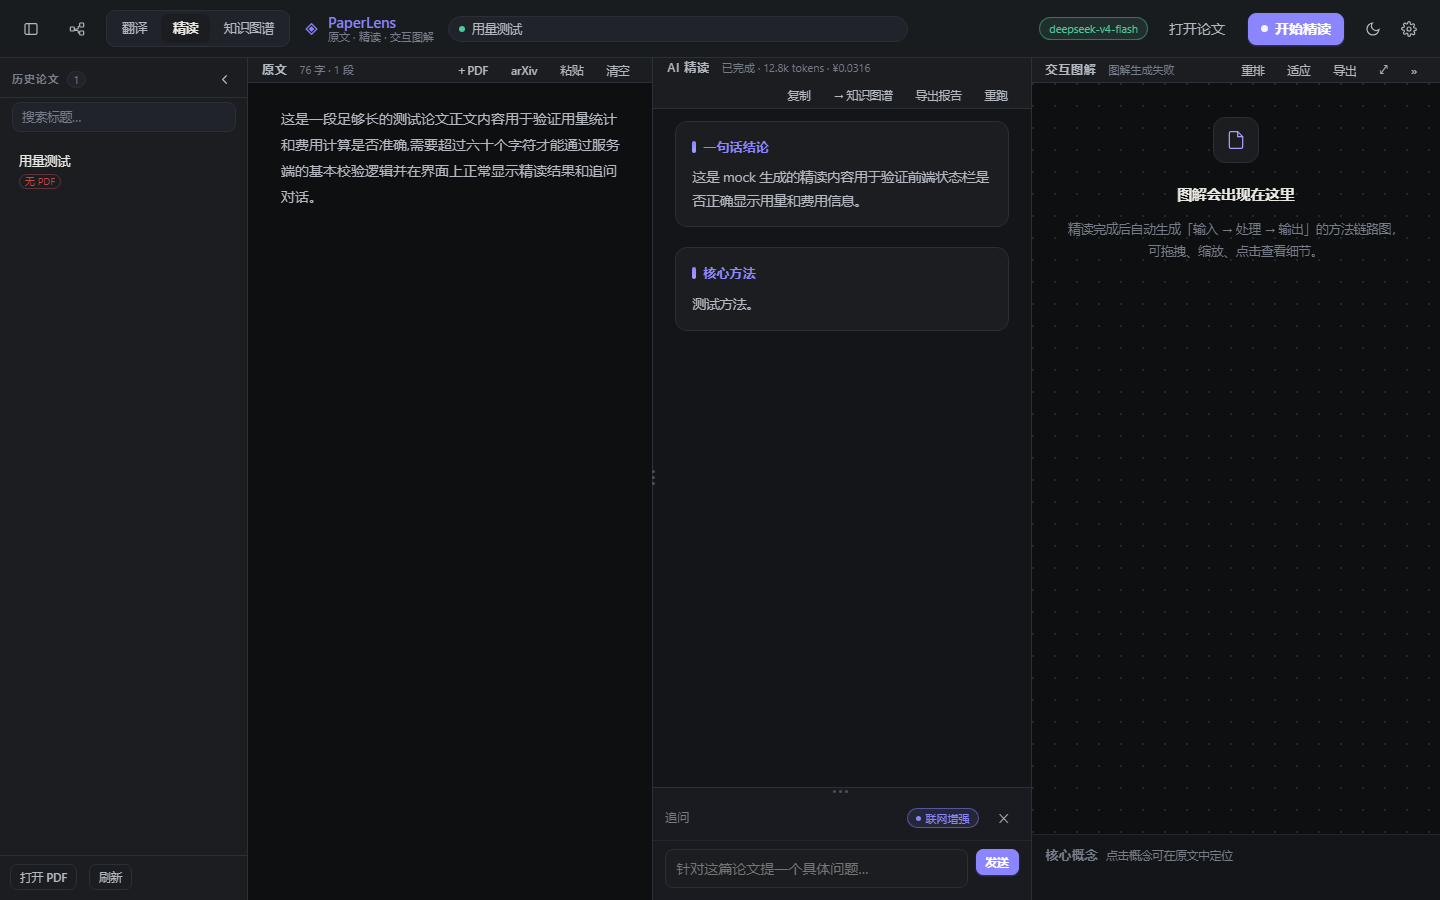 翻译 精读 知识图谱
PaperLens
原文 · 精读 · 交互图解
用量测试
deepseek-v4-flash
打开论文
开始精读
历史论文 1
搜索标题...
用量测试
无 PDF
打开 PDF 刷新
原文 76 字 · 1 段 + PDF arXiv 粘贴 清空
这是一段足够长的测试论文正文内容用于验证用量统计
和费用计算是否准确,需要超过六十个字符才能通过服务
端的基本校验逻辑并在界面上正常显示精读结果和追问
对话。
AI 精读 已完成 · 12.8k tokens · ¥0.0316
复制 → 知识图谱 导出报告 重跑
一句话结论
这是 mock 生成的精读内容用于验证前端状态栏是
否正确显示用量和费用信息。
核心方法
测试方法。
追问 联网增强
针对这篇论文提一个具体问题...
发送
交互图解 图解生成失败 重排 适应 导出 ⤢ »
图解会出现在这里
精读完成后自动生成「输入 → 处理 → 输出」的方法链路图,
可拖拽、缩放、点击查看细节。
核心概念 点击概念可在原文中定位